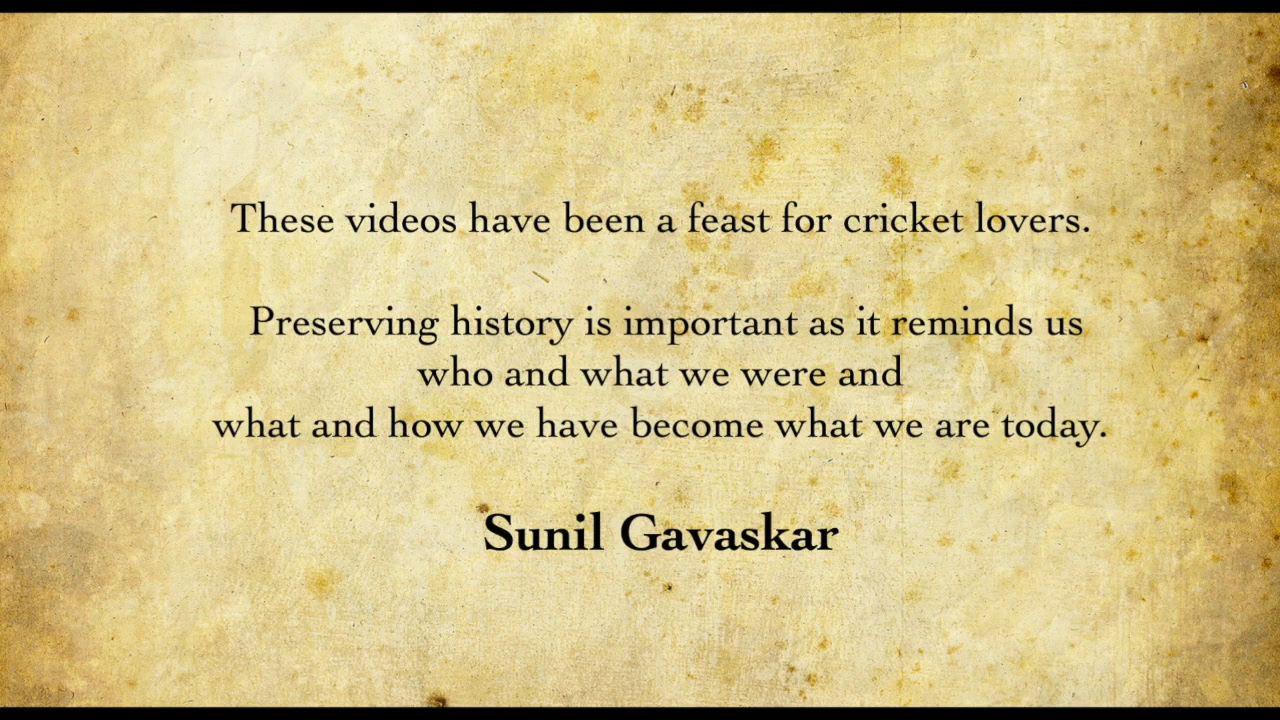 These videos have been a feast for cricket lovers.
Preserving history is important as it reminds us
who and what we were and
what and how we have become what we are today.
Sunil Gavaskar